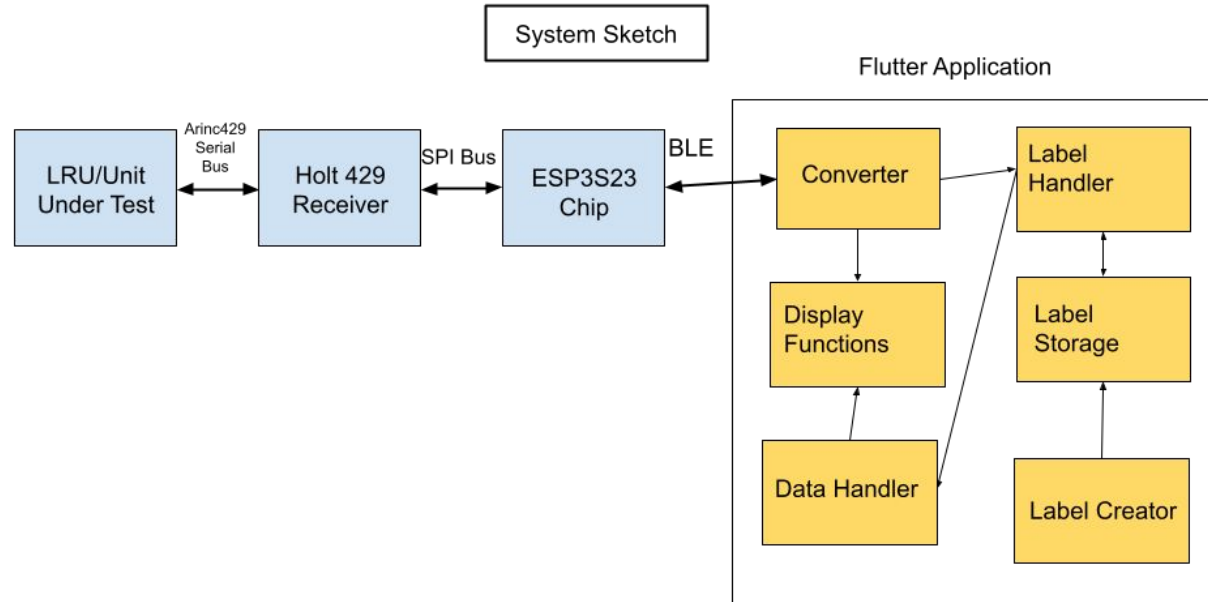 System Sketch
Flutter Application
Arinc429
Serial
Bus
LRU/Unit
Under Test
Holt 429
Receiver
SPI Bus
ESP3S23
Chip
BLE
Converter
Label
Handler
Display
Functions
Label
Storage
Data Handler
Label Creator